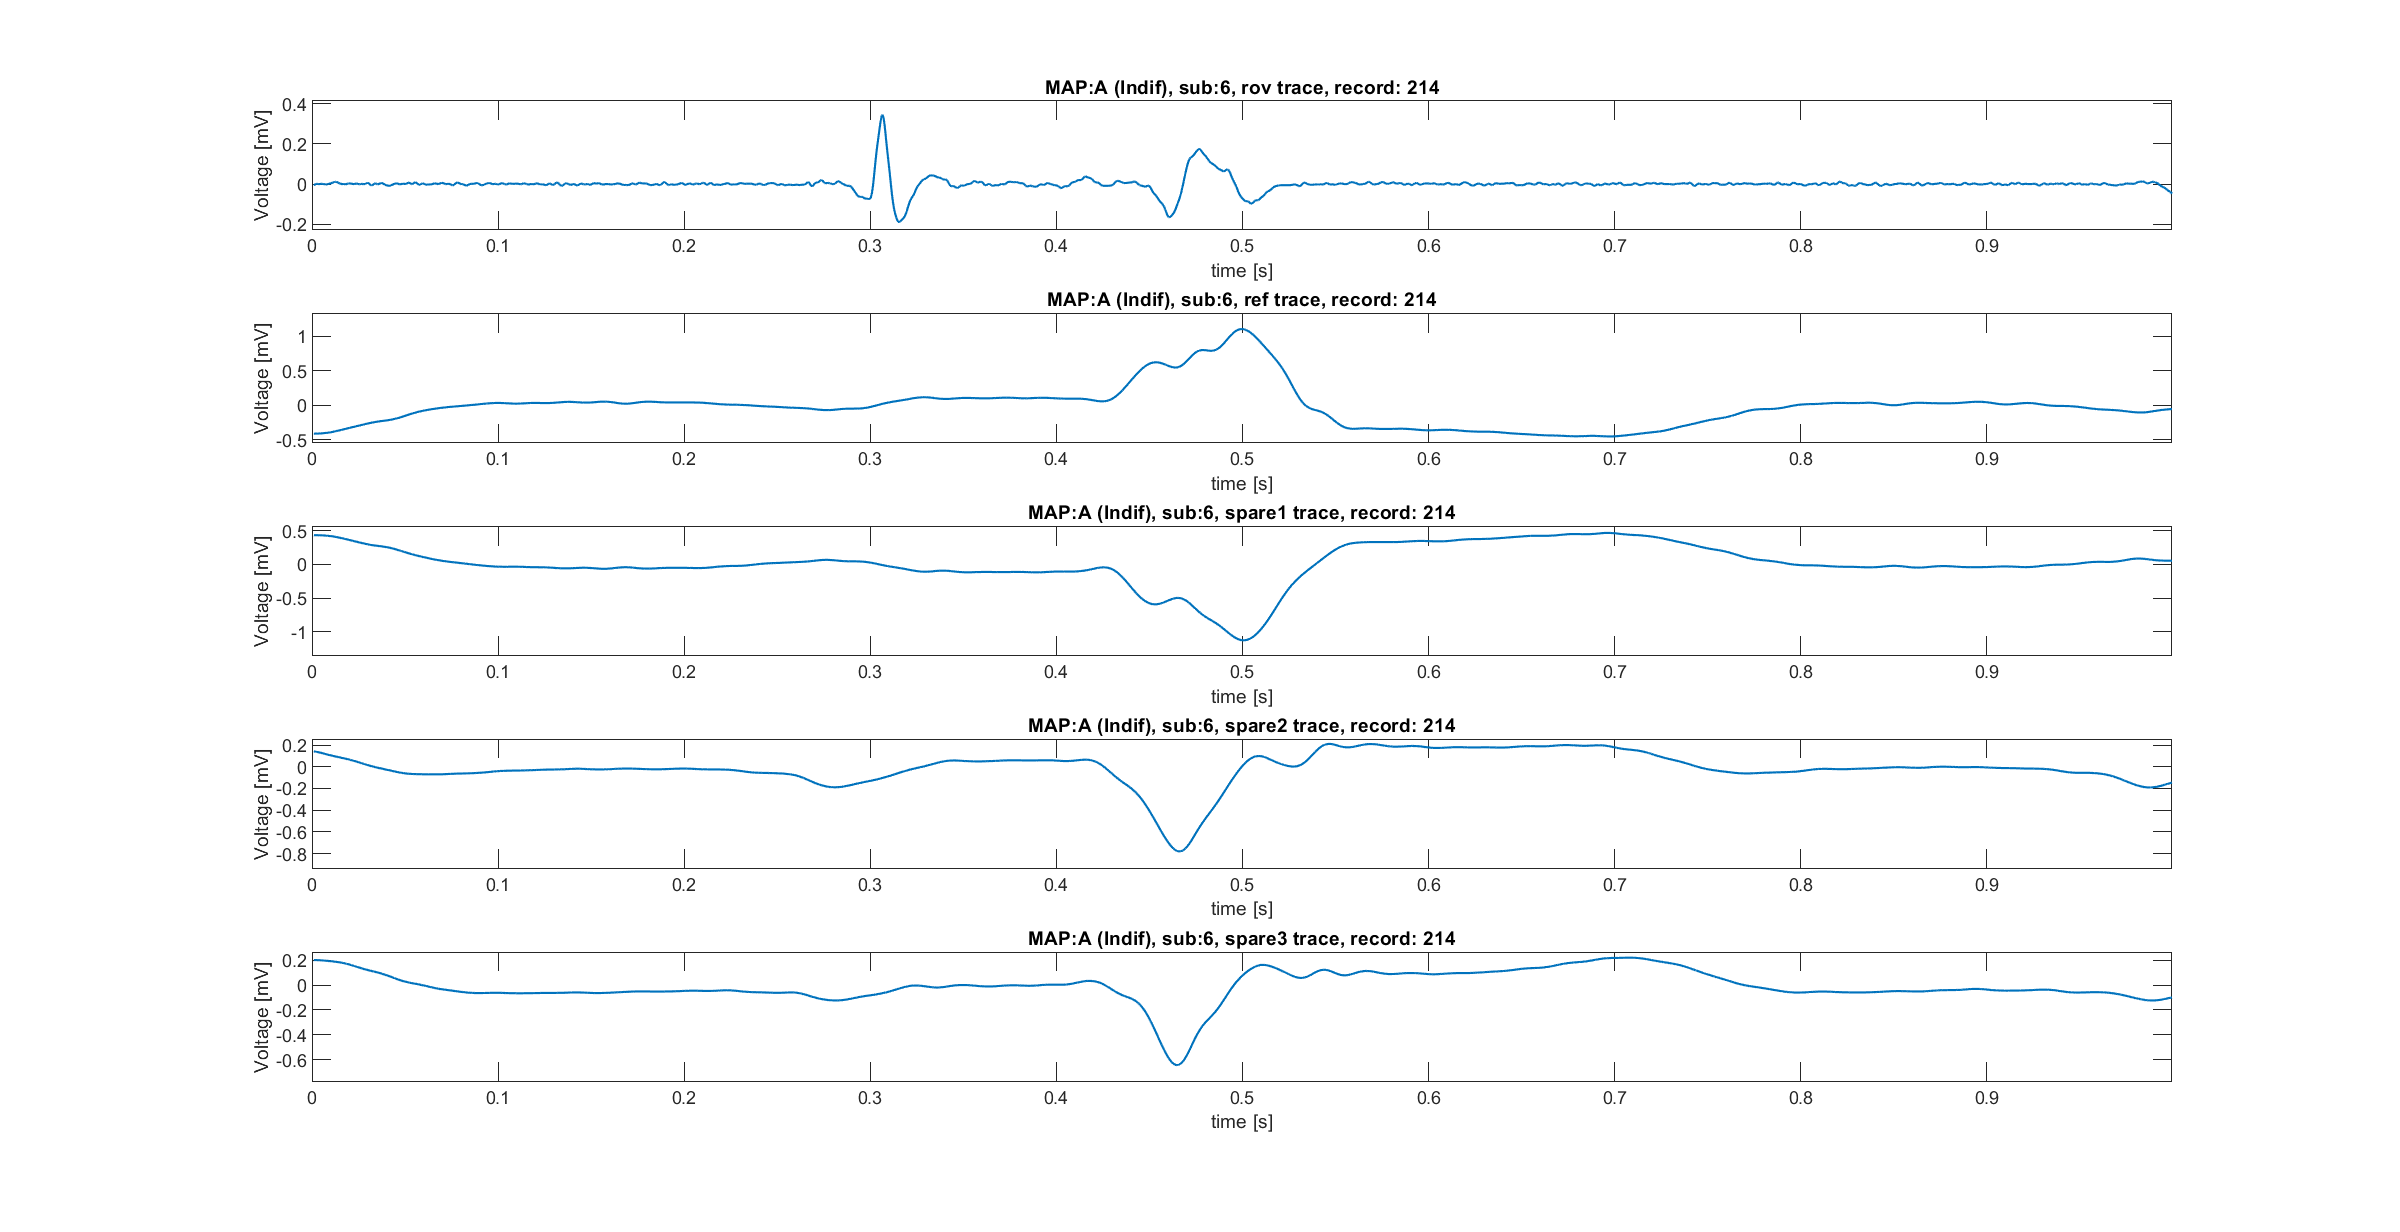 MAP:A (Indif), sub:6, rov trace, record: 214
Voltage [mV]
0.4
0.2
0
-0.2
0 0.1 0.2 0.3 0.4 0.5 0.6 0.7 0.8 0.9
time [s]
MAP:A (Indif), sub:6, ref trace, record: 214
Voltage [mV]
1
0.5
0
-0.5
0 0.1 0.2 0.3 0.4 0.5 0.6 0.7 0.8 0.9
time [s]
MAP:A (Indif), sub:6, spare1 trace, record: 214
Voltage [mV]
0.5
0
-0.5
-1
0 0.1 0.2 0.3 0.4 0.5 0.6 0.7 0.8 0.9
time [s]
MAP:A (Indif), sub:6, spare2 trace, record: 214
Voltage [mV]
0.2
0
-0.2
-0.4
-0.6
-0.8
0 0.1 0.2 0.3 0.4 0.5 0.6 0.7 0.8 0.9
time [s]
MAP:A (Indif), sub:6, spare3 trace, record: 214
Voltage [mV]
0.2
0
-0.2
-0.4
-0.6
0 0.1 0.2 0.3 0.4 0.5 0.6 0.7 0.8 0.9
time [s]